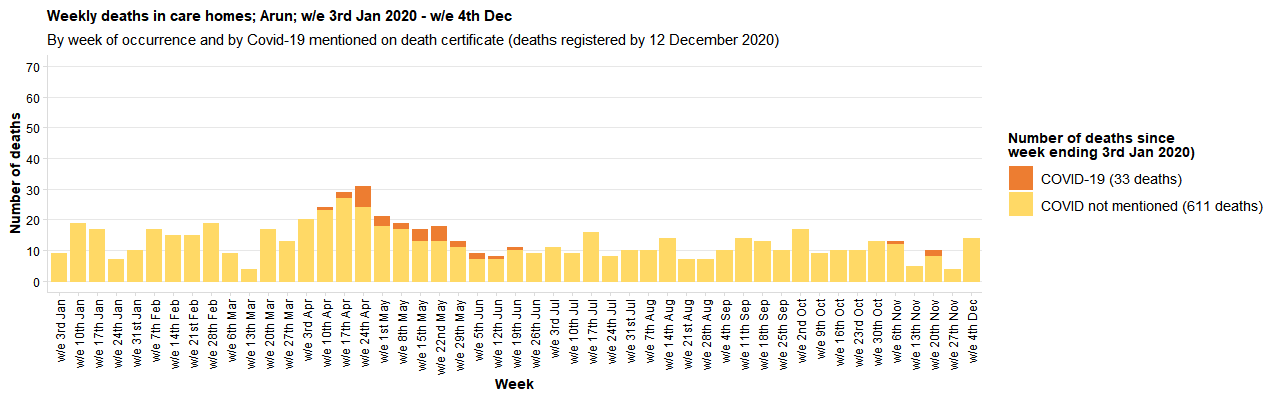 Weekly deaths in care homes; Arun; w/e 3rd Jan 2020 - w/e 4th Dec
By week of occurrence and by Covid-19 mentioned on death certificate (deaths registered by 12 December 2020)
Number of deaths
70
60
50
40
30
20
10
0
w/e 3rd Jan
w/e 10th Jan
w/e 17th Jan
w/e 24th Jan
w/e 31st Jan
w/e 7th Feb
w/e 14th Feb
w/e 21st Feb
w/e 28th Feb
w/e 6th Mar
w/e 13th Mar
w/e 20th Mar
w/e 27th Mar
w/e 3rd Apr
w/e 10th Apr
w/e 17th Apr
w/e 24th Apr
w/e 1st May
w/e 8th May
w/e 15th May
w/e 22nd May
w/e 29th May
w/e 5th Jun
w/e 12th Jun
w/e 19th Jun
w/e 26th Jun
w/e 3rd Jul
w/e 10th Jul
w/e 17th Jul
w/e 24th Jul
w/e 31st Jul
w/e 7th Aug
w/e 14th Aug
w/e 21st Aug
w/e 28th Aug
w/e 4th Sep
w/e 11th Sep
w/e 18th Sep
w/e 25th Sep
w/e 2nd Oct
w/e 9th Oct
w/e 16th Oct
w/e 23rd Oct
w/e 30th Oct
w/e 6th Nov
w/e 13th Nov
w/e 20th Nov
w/e 27th Nov
w/e 4th Dec
Week
Number of deaths since
week ending 3rd Jan 2020)
COVID-19 (33 deaths)
COVID not mentioned (611 deaths)